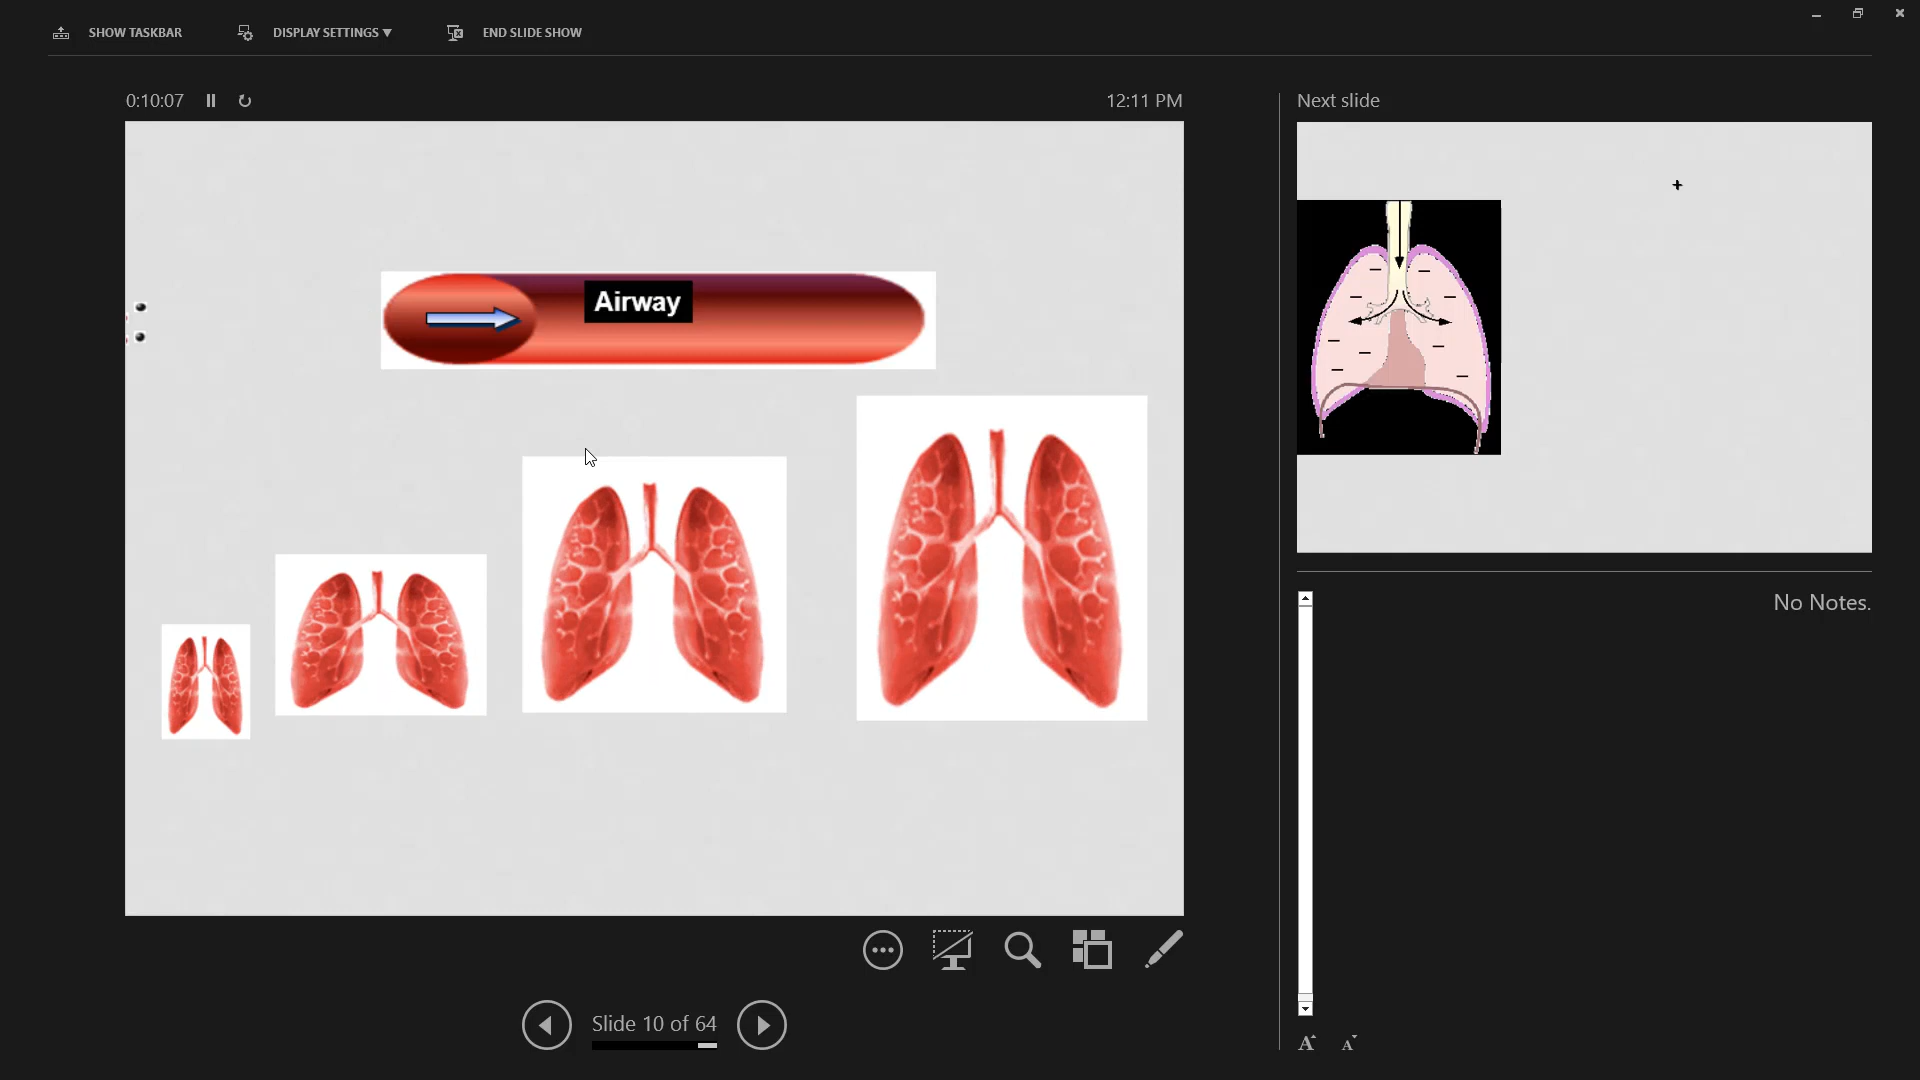 SHOW TASKBAR
DISPLAY SETTINGS ▼
END SLIDE SHOW
0:10:07
12:11 PM
Next slide
Airway
No Notes.
Slide 10 of 64
A
A